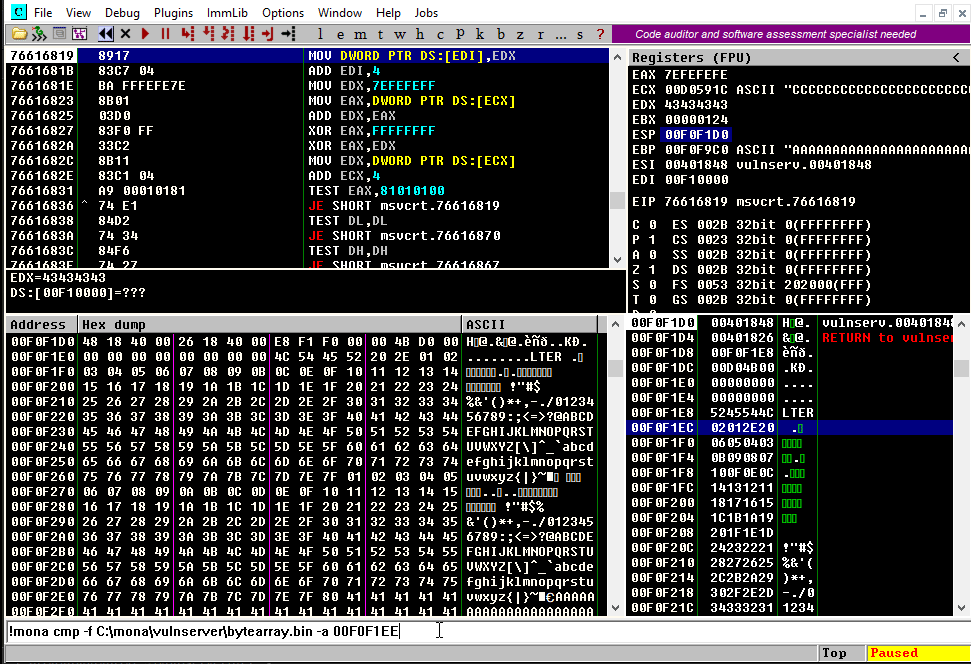 File View Debug Plugins ImmLib Options Window Help Jobs
l e m t w h c P k b z r ... s ?
Code auditor and software assessment specialist needed
76616819 8917 MOV DWORD PTR DS:[EDI],EDX
7661681B 83C7 04 ADD EDI,4
7661681E BA FFFEFE7E MOV EDX,7EFEFEFF
76616823 8B01 MOV EAX,DWORD PTR DS:[ECX]
76616825 03D0 ADD EDX,EAX
76616827 83F0 FF XOR EAX,FFFFFFFF
7661682A 33C2 XOR EAX,EDX
7661682C 8B11 MOV EDX,DWORD PTR DS:[ECX]
7661682E 83C1 04 ADD ECX,4
76616831 A9 00010181 TEST EAX,81010100
76616836 ^ 74 E1 JE SHORT msvcrt.76616819
76616838 84D2 TEST DL,DL
7661683A 74 34 JE SHORT msvcrt.76616870
7661683A 84F6 TEST DH,DH
7661683E 74 27 JE SHORT msvcrt.76616867
EDX=43434343
DS:[00F10000]=???
Registers (FPU) <
EAX 7EFEFEFE
ECX 00D0591C ASCII "CCCCCCCCCCCCCCCCCCCCCCCC
EDX 43434343
EBX 00000124
ESP 00F0F1D0
EBP 00F0F9C0 ASCII "AAAAAAAAAAAAAAAAAAAAAAAA
ESI 00401848 vulnserv.00401848
EDI 00F10000
EIP 76616819 msvcrt.76616819
C 0 ES 002B 32bit 0(FFFFFFFF)
P 1 CS 0023 32bit 0(FFFFFFFF)
A 0 SS 002B 32bit 0(FFFFFFFF)
Z 1 DS 002B 32bit 0(FFFFFFFF)
S 0 FS 0053 32bit 202000(FFF)
T 0 GS 002B 32bit 0(FFFFFFFF)
Address Hex dump ASCII
00F0F1D0 48 18 40 00 26 18 40 00 E8 F1 F0 00 00 4B D0 00 H.@.&.@.èñð..KÐ.
00F0F1E0 00 00 00 00 00 00 00 00 4C 54 45 52 20 2E 01 02 ........LTER .
00F0F1F0 03 04 05 06 07 08 09 0B 0C 0E 0F 10 11 12 13 14
00F0F200 15 16 17 18 19 1A 1B 1C 1D 1E 1F 20 21 22 23 24 !"#$
00F0F210 25 26 27 28 29 2A 2B 2C 2D 2E 2F 30 31 32 33 34 %&'()*+,-./01234
00F0F220 35 36 37 38 39 3A 3B 3C 3D 3E 3F 40 41 42 43 44 56789:;<=>?@ABCD
00F0F230 45 46 47 48 49 4A 4B 4C 4D 4E 4F 50 51 52 53 54 EFGHIJKLMNOPQRST
00F0F240 55 56 57 58 59 5A 5B 5C 5D 5E 5F 60 61 62 63 64 UVWXYZ[\]^_`abcd
00F0F250 65 66 67 68 69 6A 6B 6C 6D 6E 6F 70 71 72 73 74 efghijklmnopqrst
00F0F260 75 76 77 78 79 7A 7B 7C 7D 7E 7F 01 02 03 04 05 uvwxyz{|}~
00F0F270 06 07 08 09 0A 0B 0C 0D 0E 0F 10 11 12 13 14 15
00F0F280 16 17 18 19 1A 1B 1C 1D 1E 1F 20 21 22 23 24 25 !"#$%
00F0F290 26 27 28 29 2A 2B 2C 2D 2E 2F 30 31 32 33 34 35 &'()*+,-./012345
00F0F2A0 36 37 38 39 3A 3B 3C 3D 3E 3F 40 41 42 43 44 45 6789:;<=>?@ABCDE
00F0F2B0 46 47 48 49 4A 4B 4C 4D 4E 4F 50 51 52 53 54 55 FGHIJKLMNOPQRSTU
00F0F2C0 56 57 58 59 5A 5B 5C 5D 5E 5F 60 61 62 63 64 65 VWXYZ[\]^_`abcde
00F0F2D0 66 67 68 69 6A 6B 6C 6D 6E 6F 70 71 72 73 74 75 fghijklmnopqrstu
00F0F2E0 76 77 78 79 7A 7B 7C 7D 7E 7F 80 41 41 41 41 41 vwxyz{|}~€AAAAA
00F0F2F0 41 41 41 41 41 41 41 41 41 41 41 41 41 41 41 41 AAAAAAAAAAAAAAAA
00F0F1D0 00401848 H.@. vulnserv.0040184
00F0F1D4 00401826 &.@. RETURN to vulnse
00F0F1D8 00F0F1E8 èñð.
00F0F1DC 00D04B00 .KÐ.
00F0F1E0 00000000 ....
00F0F1E4 00000000 ....
00F0F1E8 5245544C LTER
00F0F1EC 02012E20 .
00F0F1F0 06050403
00F0F1F4 0B090807
00F0F1F8 100F0E0C
00F0F1FC 14131211
00F0F200 18171615
00F0F204 1C1B1A19
00F0F208 201F1E1D
00F0F20C 24232221 !"#$
00F0F210 28272625 %&'(
00F0F214 2C2B2A29 )*+,
00F0F218 302F2E2D -./0
00F0F21C 34333231 1234
!mona cmp -f C:\mona\vulnserver\bytearray.bin -a 00F0F1EE
Top Paused